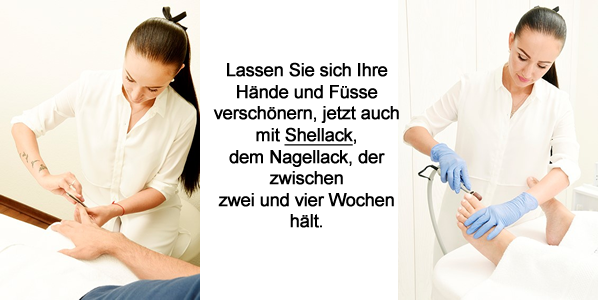 Lassen Sie sich Ihre
Hände und Füsse
verschönern, jetzt auch
mit Shellack,
dem Nagellack, der
zwischen
zwei und vier Wochen
hält.